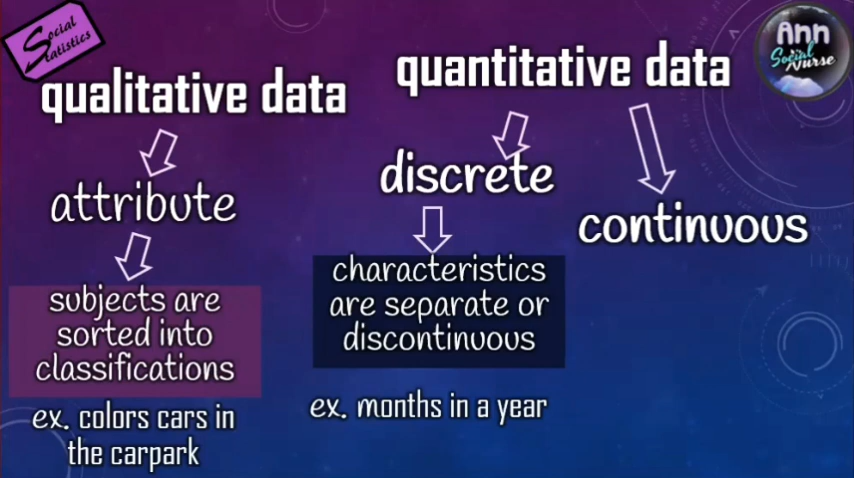 Social
Statistics
Ann
Social
Nurse
qualitative data
quantitative data
attribute
discrete
continuous
subjects are
sorted into
classifications
characteristics
are separate or
discontinuous
ex. colors cars in
the carpark
ex. months in a year